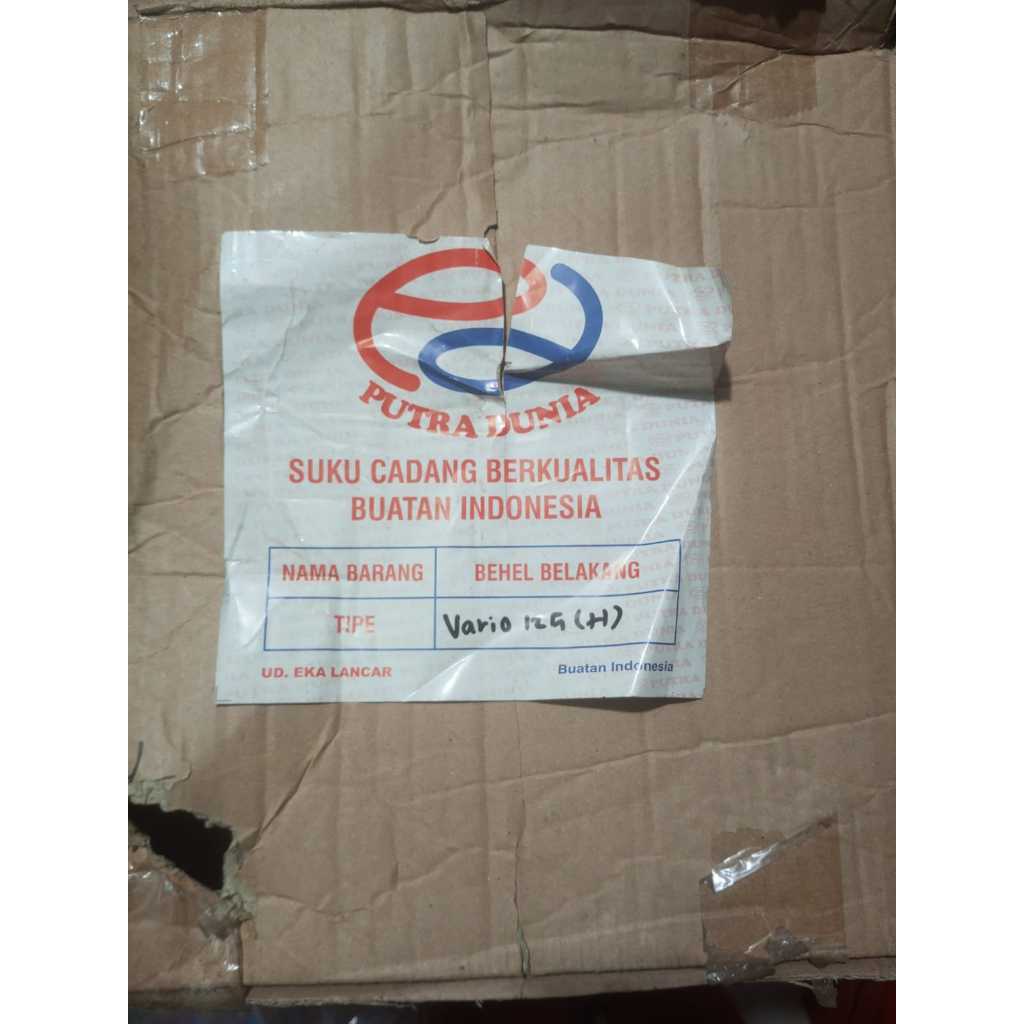 PUTRA DUNIA
SUKU CADANG BERKUALITAS
BUATAN INDONESIA
NAMA BARANG BEHEL BELAKANG
TIPE Vario 125 (H)
UD. EKA LANCAR Buatan Indonesia